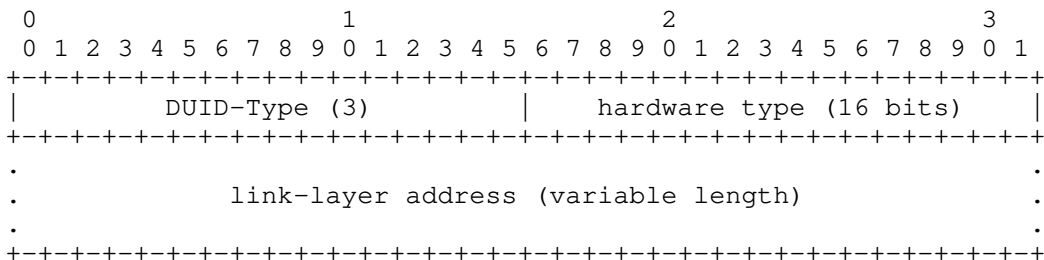 0                   1                   2                   3
 0 1 2 3 4 5 6 7 8 9 0 1 2 3 4 5 6 7 8 9 0 1 2 3 4 5 6 7 8 9 0 1
+-+-+-+-+-+-+-+-+-+-+-+-+-+-+-+-+-+-+-+-+-+-+-+-+-+-+-+-+-+-+-+-+
|         DUID-Type (3)         |    hardware type (16 bits)    |
+-+-+-+-+-+-+-+-+-+-+-+-+-+-+-+-+-+-+-+-+-+-+-+-+-+-+-+-+-+-+-+-+
.                                                               .
.             link-layer address (variable length)              .
.                                                               .
+-+-+-+-+-+-+-+-+-+-+-+-+-+-+-+-+-+-+-+-+-+-+-+-+-+-+-+-+-+-+-+-+